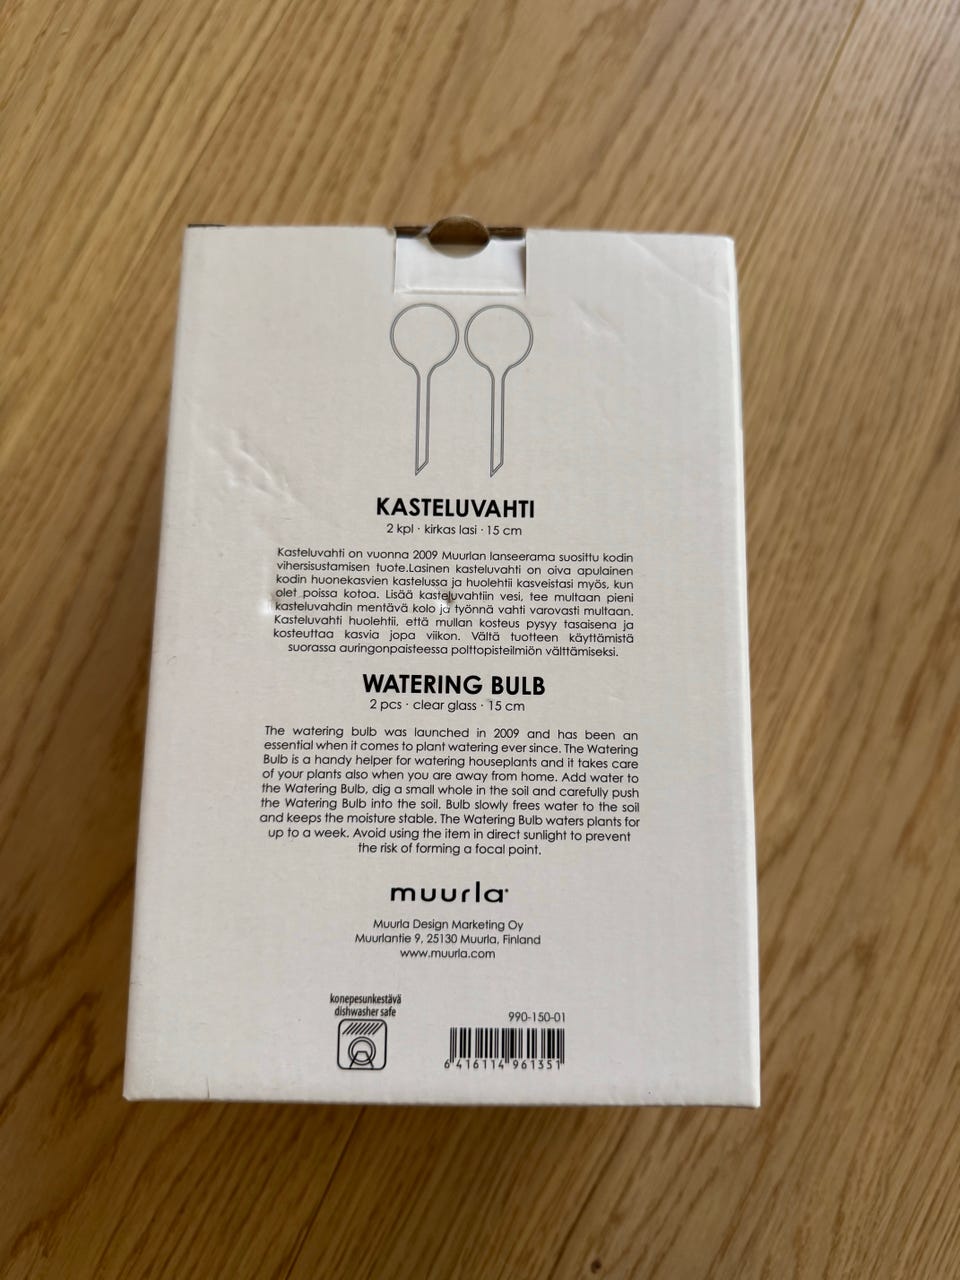 KASTELUVAHTI
2 kpl · kirkas lasi · 15 cm
Kasteluvahti on vuonna 2009 Muurlan lanseerama suosittu kodin
vihersisustamisen tuote.Lasinen kasteluvahti on oiva apulainen
kodin huonekasvien kastelussa ja huolehtii kasveistasi myös, kun
olet poissa kotoa. Lisää kasteluvahtiin vesi, tee multaan pieni
kasteluvahdin mentävä kolo ja työnnä vahti varovasti multaan.
Kasteluvahti huolehtii, että mullan kosteus pysyy tasaisena ja
kosteuttaa kasvia jopa viikon. Vältä tuotteen käyttämistä
suorassa auringonpaisteessa polttopisteilmiön välttämiseksi.
WATERING BULB
2 pcs · clear glass · 15 cm
The watering bulb was launched in 2009 and has been an
essential when it comes to plant watering ever since. The Watering
Bulb is a handy helper for watering houseplants and it takes care
of your plants also when you are away from home. Add water to
the Watering Bulb, dig a small whole in the soil and carefully push
the Watering Bulb into the soil. Bulb slowly frees water to the soil
and keeps the moisture stable. The Watering Bulb waters plants for
up to a week. Avoid using the item in direct sunlight to prevent
the risk of forming a focal point.
muurla
Muurla Design Marketing Oy
Muurlantie 9, 25130 Muurla, Finland
www.muurla.com
konepesunkestävä
dishwasher safe
990-150-01
6 416114 961351